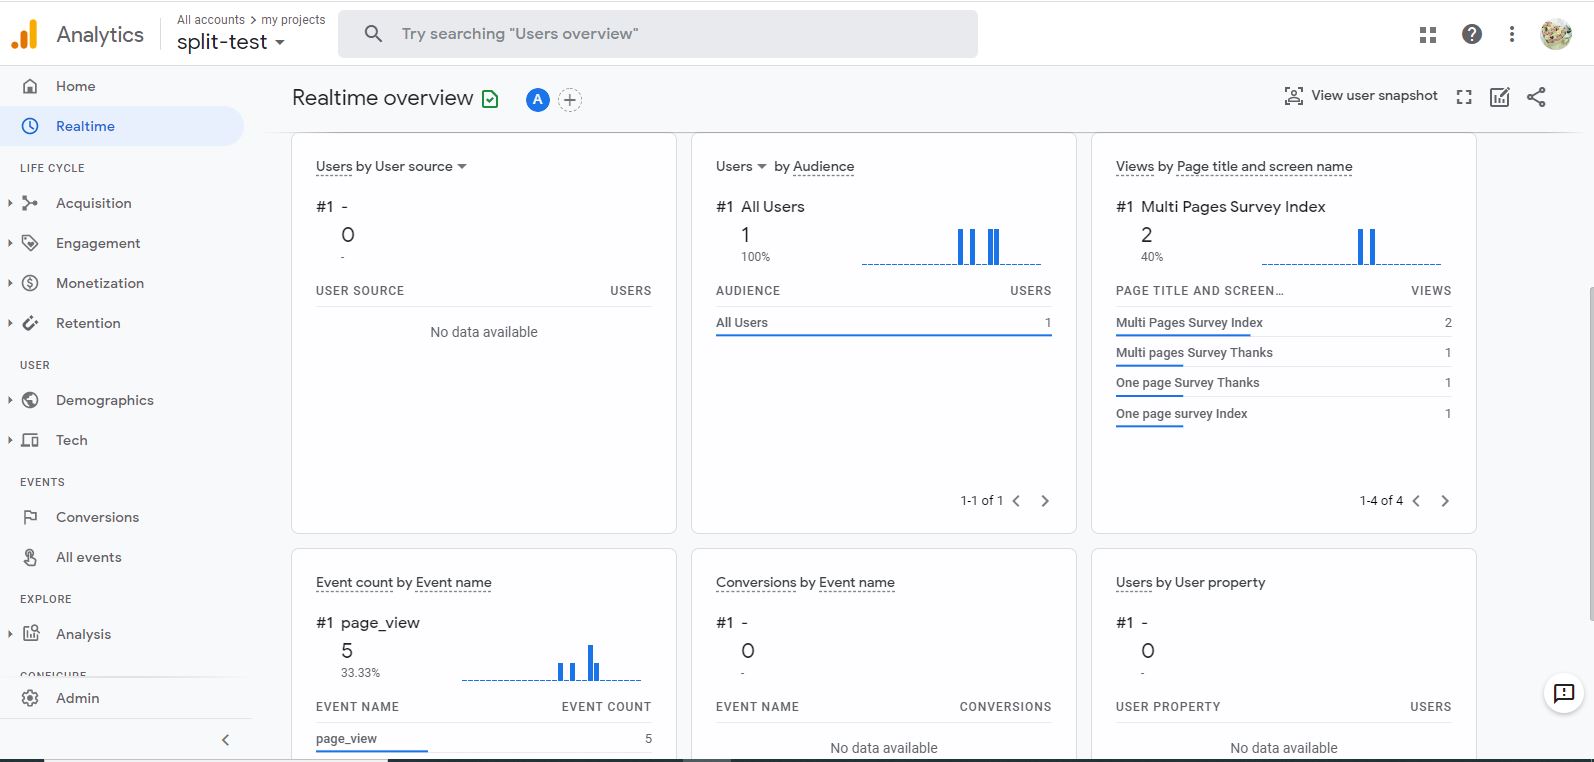 Analytics
All accounts > my projects
split-test
Try searching "Users overview"
Home
Realtime
LIFE CYCLE
Acquisition
Engagement
Monetization
Retention
USER
Demographics
Tech
EVENTS
Conversions
All events
EXPLORE
Analysis
CONFIGURE
Admin
Realtime overview
A
View user snapshot
Users by User source
#1 -
0
-
USER SOURCE USERS
No data available
Users by Audience
#1 All Users
1
100%
AUDIENCE USERS
All Users 1
1-1 of 1
Views by Page title and screen name
#1 Multi Pages Survey Index
2
40%
PAGE TITLE AND SCREEN… VIEWS
Multi Pages Survey Index 2
Multi pages Survey Thanks 1
One page Survey Thanks 1
One page survey Index 1
1-4 of 4
Event count by Event name
#1 page_view
5
33.33%
EVENT NAME EVENT COUNT
page_view 5
Conversions by Event name
#1 -
0
-
EVENT NAME CONVERSIONS
No data available
Users by User property
#1 -
0
-
USER PROPERTY USERS
No data available